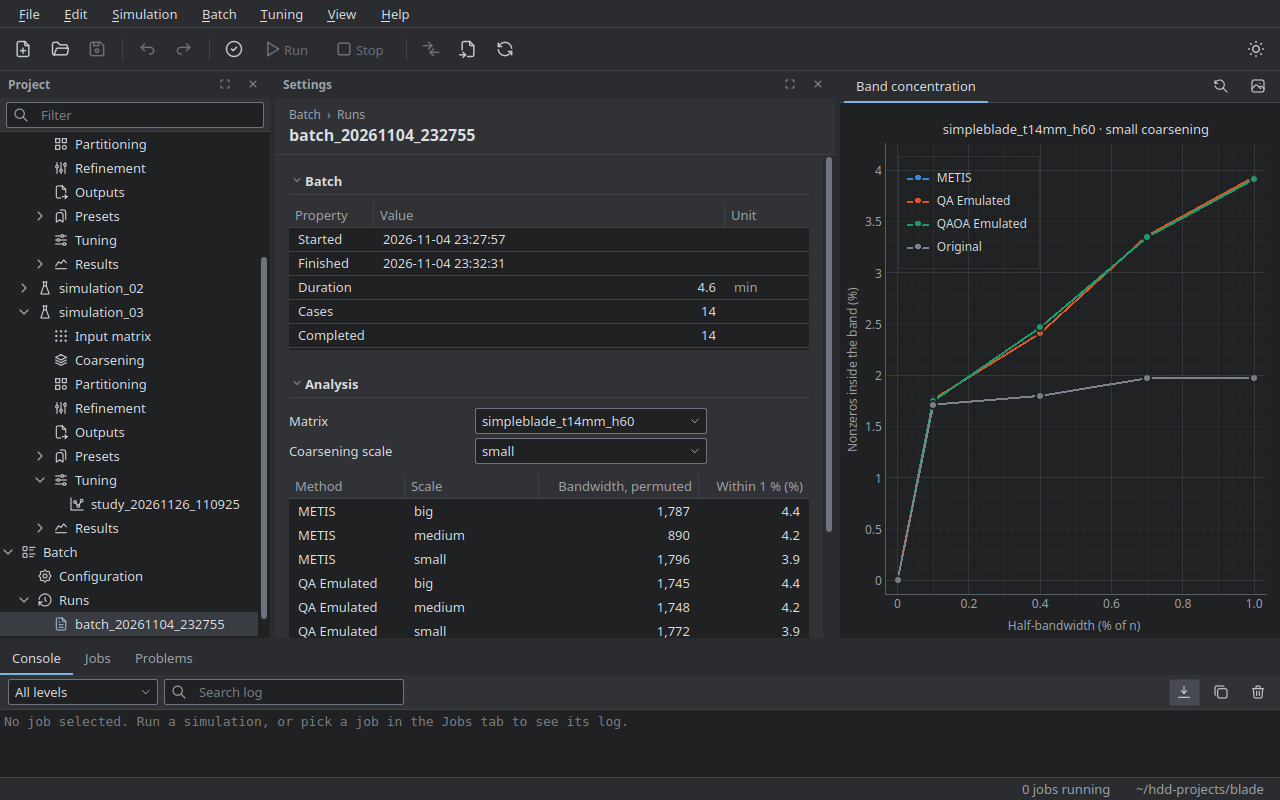 File Edit Simulation Batch Tuning View Help
Run Stop
Project
Filter
Partitioning
Refinement
Outputs
Presets
Tuning
Results
simulation_02
simulation_03
Input matrix
Coarsening
Partitioning
Refinement
Outputs
Presets
Tuning
study_20261126_110925
Results
Batch
Configuration
Runs
batch_20261104_232755
Settings
Batch › Runs
batch_20261104_232755
Batch
Property Value Unit
Started 2026-11-04 23:27:57
Finished 2026-11-04 23:32:31
Duration 4.6 min
Cases 14
Completed 14
Analysis
Matrix simpleblade_t14mm_h60
Coarsening scale small
Method Scale Bandwidth, permuted Within 1 % (%)
METIS big 1,787 4.4
METIS medium 890 4.2
METIS small 1,796 3.9
QA Emulated big 1,745 4.4
QA Emulated medium 1,748 4.2
QA Emulated small 1,772 3.9
Band concentration
simpleblade_t14mm_h60 · small coarsening
METIS
QA Emulated
QAOA Emulated
Original
Nonzeros inside the band (%)
4
3.5
3
2.5
2
1.5
1
0.5
0
0 0.2 0.4 0.6 0.8 1.0
Half-bandwidth (% of n)
Console Jobs Problems
All levels Search log
No job selected. Run a simulation, or pick a job in the Jobs tab to see its log.
0 jobs running ~/hdd-projects/blade